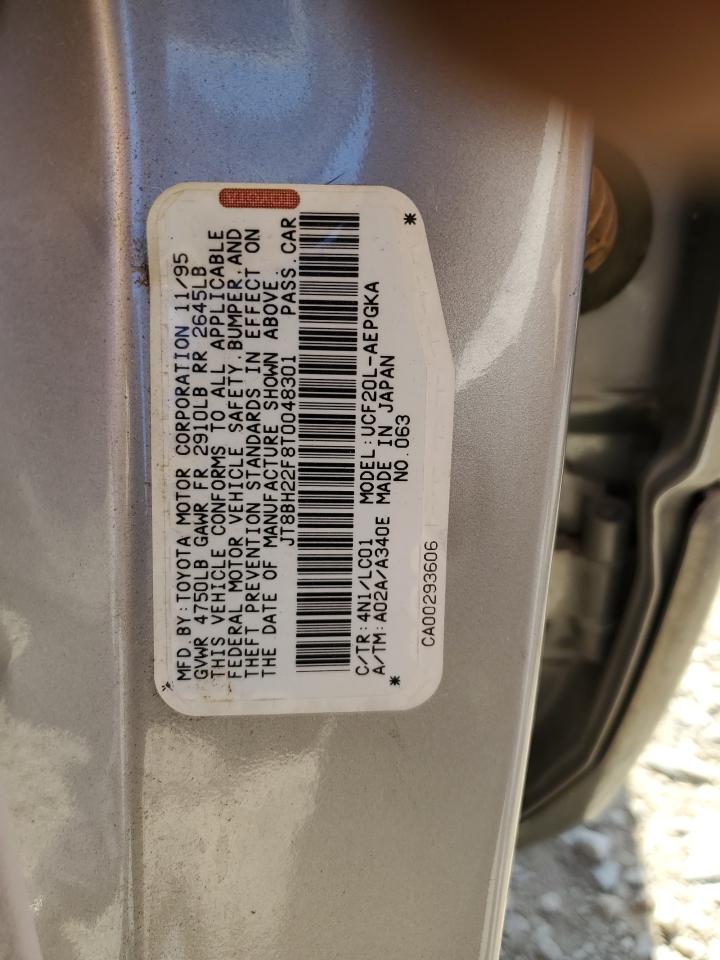 MFD.BY:TOYOTA MOTOR CORPORATION 11/95
GVWR 4750LB GAWR FR 2910LB RR 2645LB
THIS VEHICLE CONFORMS TO ALL APPLICABLE
FEDERAL MOTOR VEHICLE SAFETY,BUMPER,AND
THEFT PREVENTION STANDARDS IN EFFECT ON
THE DATE OF MANUFACTURE SHOWN ABOVE.
JT8BH22F8T0048301 PASS.CAR
C/TR:4N1/LC01 MODEL:UCF20L-AEPGKA
A/TM:A02A/A340E MADE IN JAPAN
NO.063
CA00293606